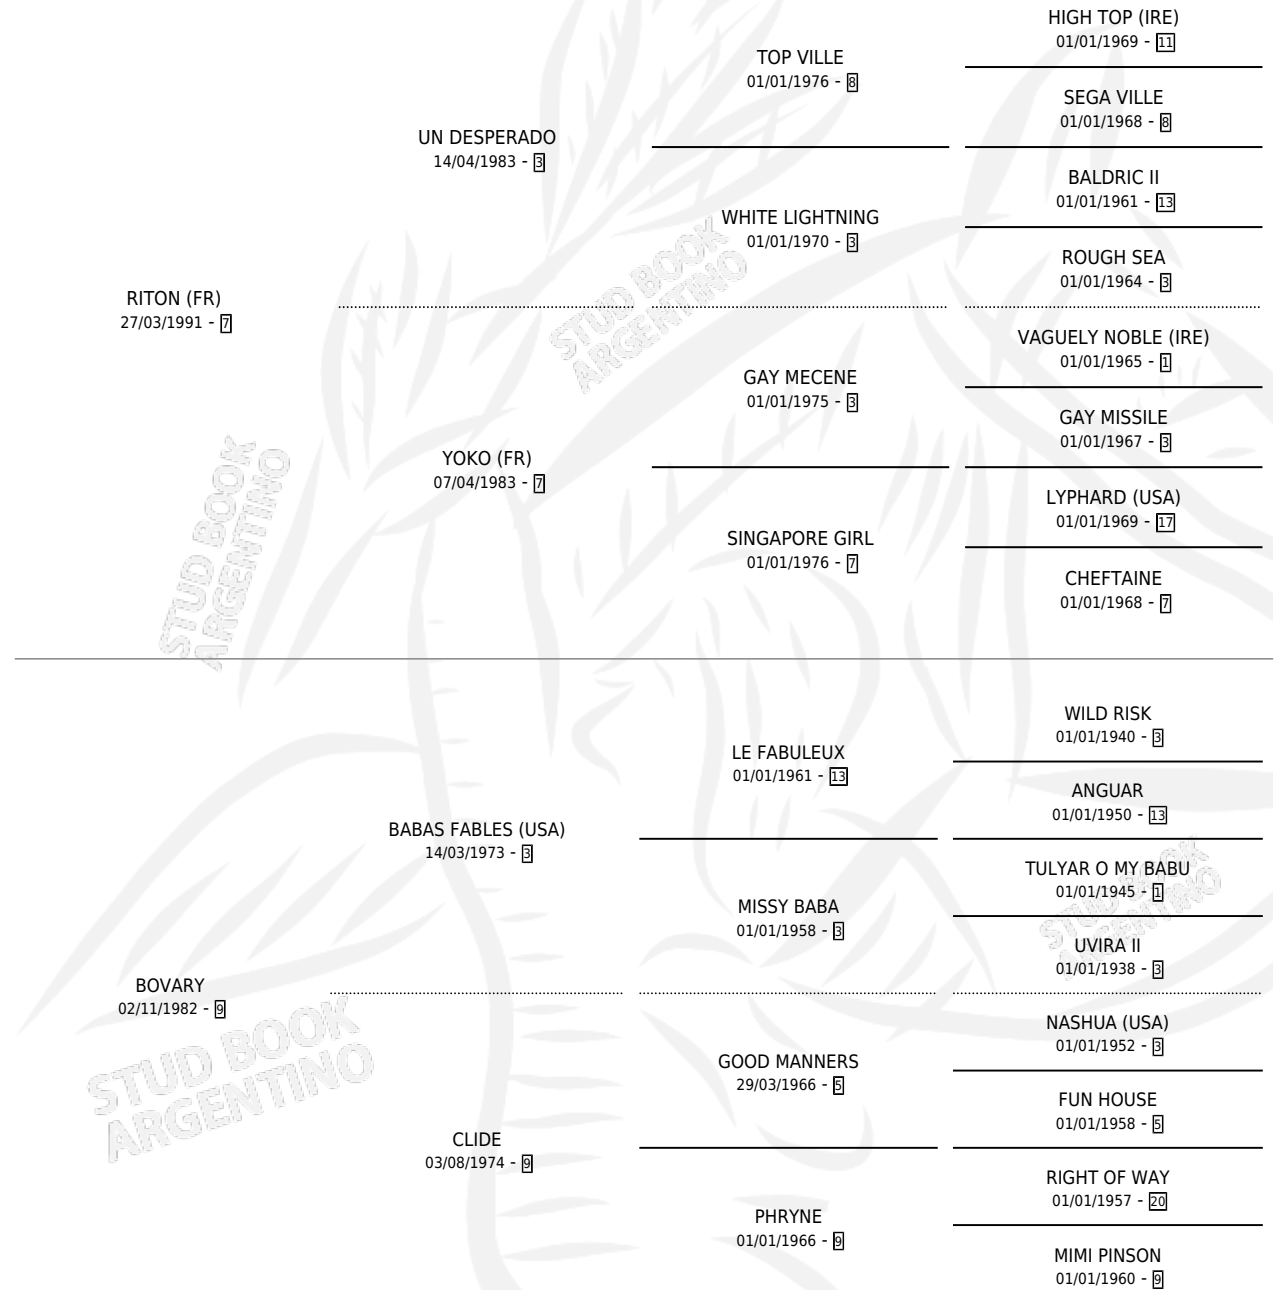 HIGH TOP (IRE)
01/01/1969 - 11
TOP VILLE
01/01/1976 - 8
SEGA VILLE
01/01/1968 - 8
UN DESPERADO
14/04/1983 - 3
BALDRIC II
01/01/1961 - 13
WHITE LIGHTNING
01/01/1970 - 3
ROUGH SEA
01/01/1964 - 3
RITON (FR)
27/03/1991 - 7
VAGUELY NOBLE (IRE)
01/01/1965 - 1
GAY MECENE
01/01/1975 - 3
GAY MISSILE
01/01/1967 - 3
YOKO (FR)
07/04/1983 - 7
LYPHARD (USA)
01/01/1969 - 17
SINGAPORE GIRL
01/01/1976 - 7
CHEFTAINE
01/01/1968 - 7
WILD RISK
01/01/1940 - 3
LE FABULEUX
01/01/1961 - 13
ANGUAR
01/01/1950 - 13
BABAS FABLES (USA)
14/03/1973 - 3
TULYAR O MY BABU
01/01/1945 - 1
MISSY BABA
01/01/1958 - 3
UVIRA II
01/01/1938 - 3
BOVARY
02/11/1982 - 9
NASHUA (USA)
01/01/1952 - 3
GOOD MANNERS
29/03/1966 - 5
FUN HOUSE
01/01/1958 - 5
CLIDE
03/08/1974 - 9
RIGHT OF WAY
01/01/1957 - 20
PHRYNE
01/01/1966 - 9
MIMI PINSON
01/01/1960 - 9
STUD BOOK
ARGENTINO
STUD BOOK
ARGENTINO
STUD BOOK
ARGENTINO
STUD BOOK
ARGENTINO